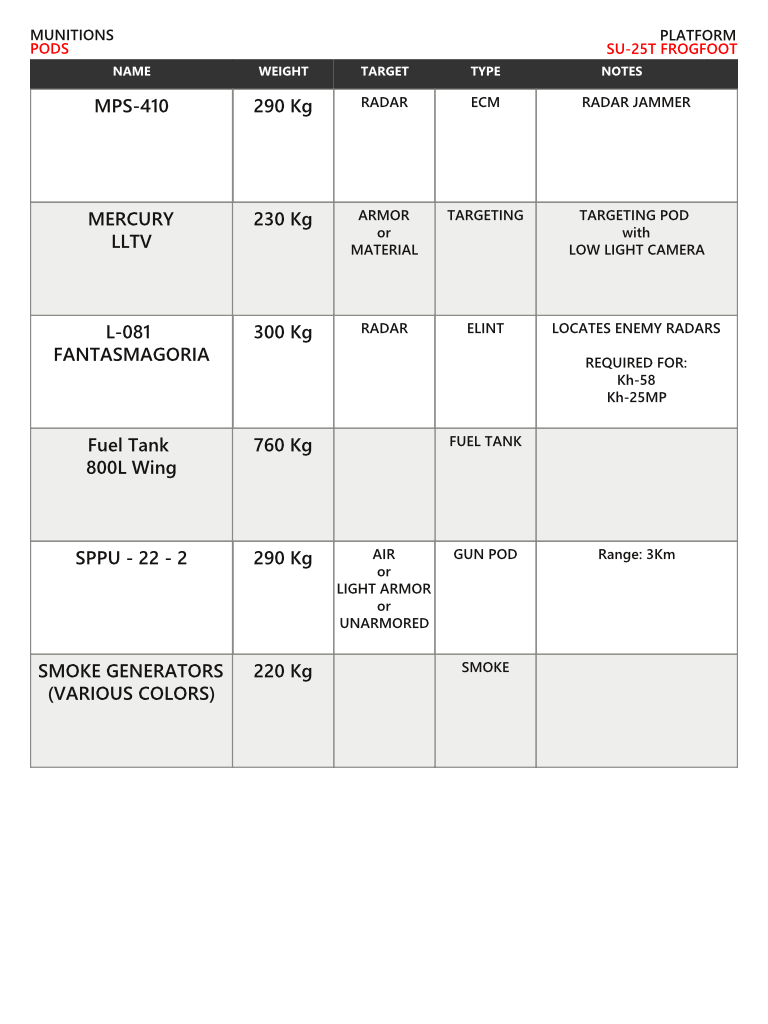 MUNITIONS
PLATFORM
PODS
SU-25T FROGFOOT
NAME
WEIGHT
TARGET
TYPE
NOTES
MPS-410
290 Kg
RADAR
ECM
RADAR JAMMER
MERCURY
LLTV
230 Kg
ARMOR
or
MATERIAL
TARGETING
TARGETING POD
with
LOW LIGHT CAMERA
L-081
FANTASMAGORIA
300 Kg
RADAR
ELINT
LOCATES ENEMY RADARS
REQUIRED FOR:
Kh-58
Kh-25MP
Fuel Tank
800L Wing
760 Kg
FUEL TANK
SPPU - 22 - 2
290 Kg
AIR
or
LIGHT ARMOR
or
UNARMORED
GUN POD
Range: 3Km
SMOKE GENERATORS
(VARIOUS COLORS)
220 Kg
SMOKE